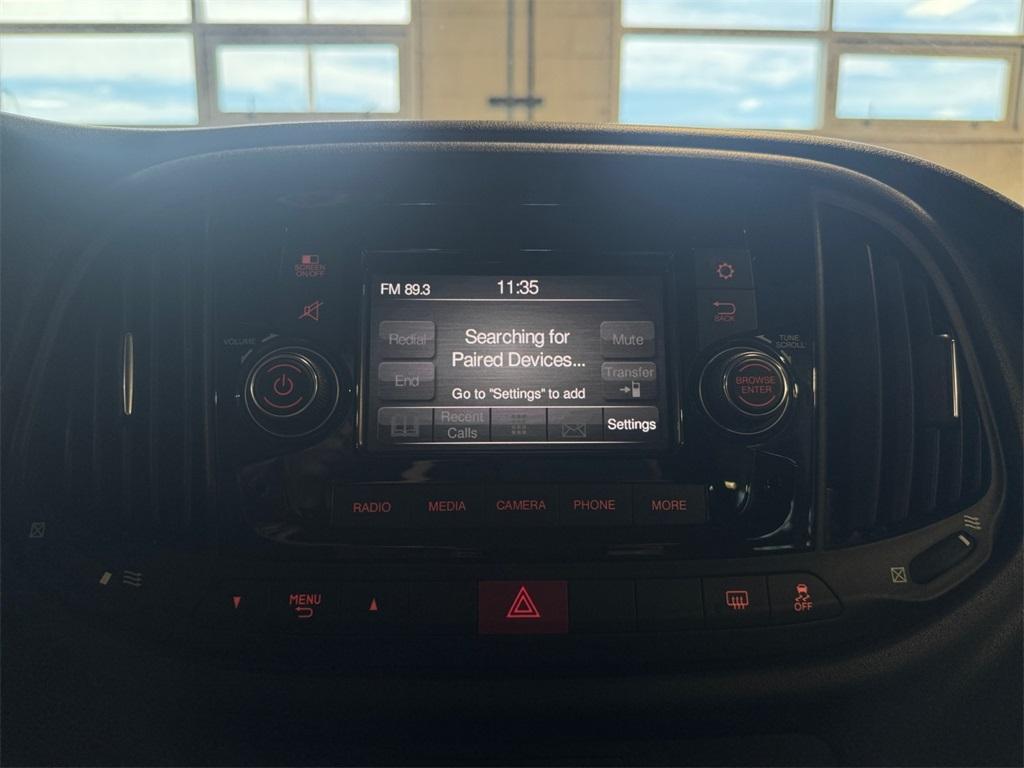 SCREEN
ON/OFF
VOLUME
FM 89.3
11:35
Redial
Searching for
Paired Devices...
Mute
End
Transfer
Go to "Settings" to add
Recent
Calls
Settings
BACK
TUNE
SCROLL
BROWSE
ENTER
RADIO
MEDIA
CAMERA
PHONE
MORE
MENU
OFF